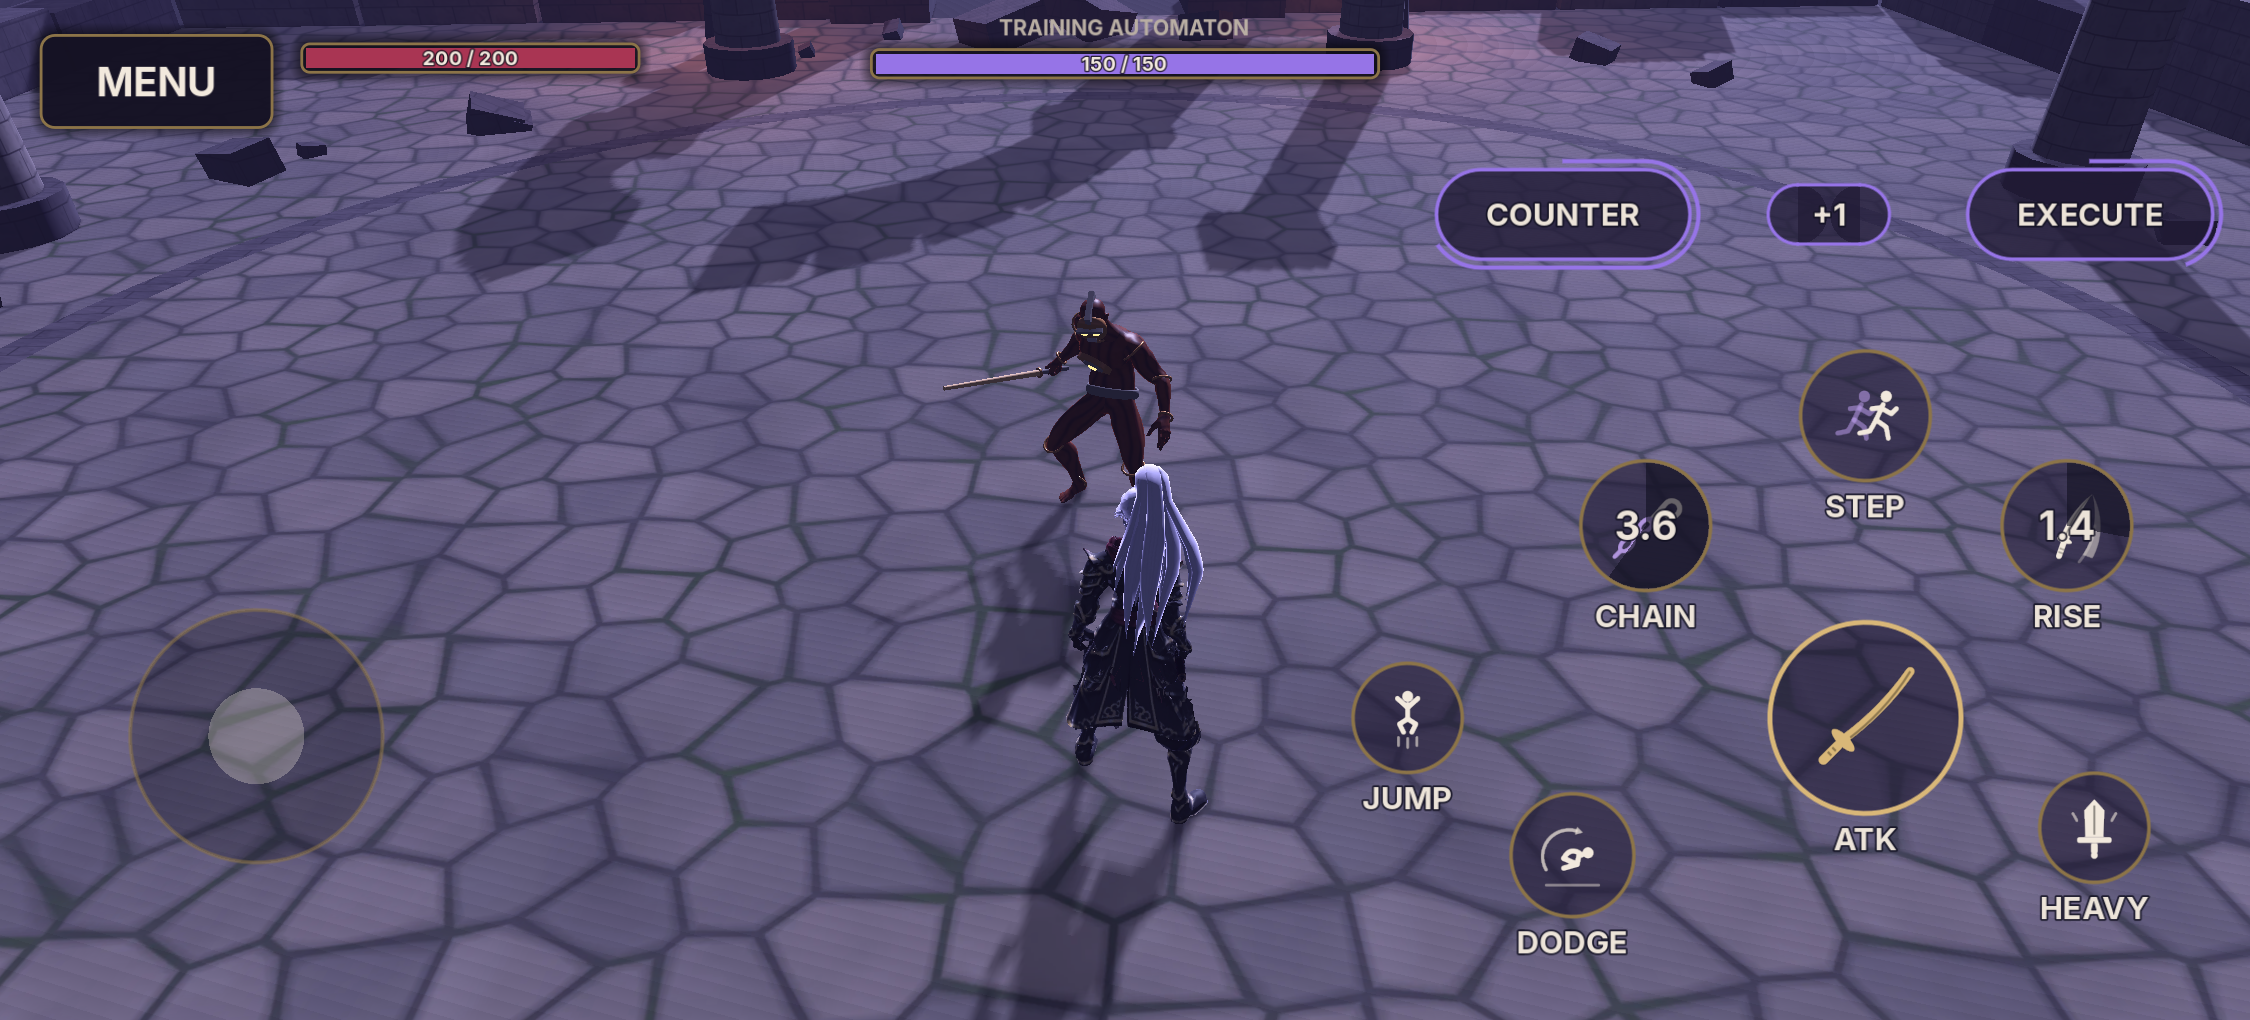 TRAINING AUTOMATON
MENU
200 / 200
150 / 150
COUNTER
+1
EXECUTE
STEP
3.6
1.4
CHAIN
RISE
JUMP
ATK
HEAVY
DODGE